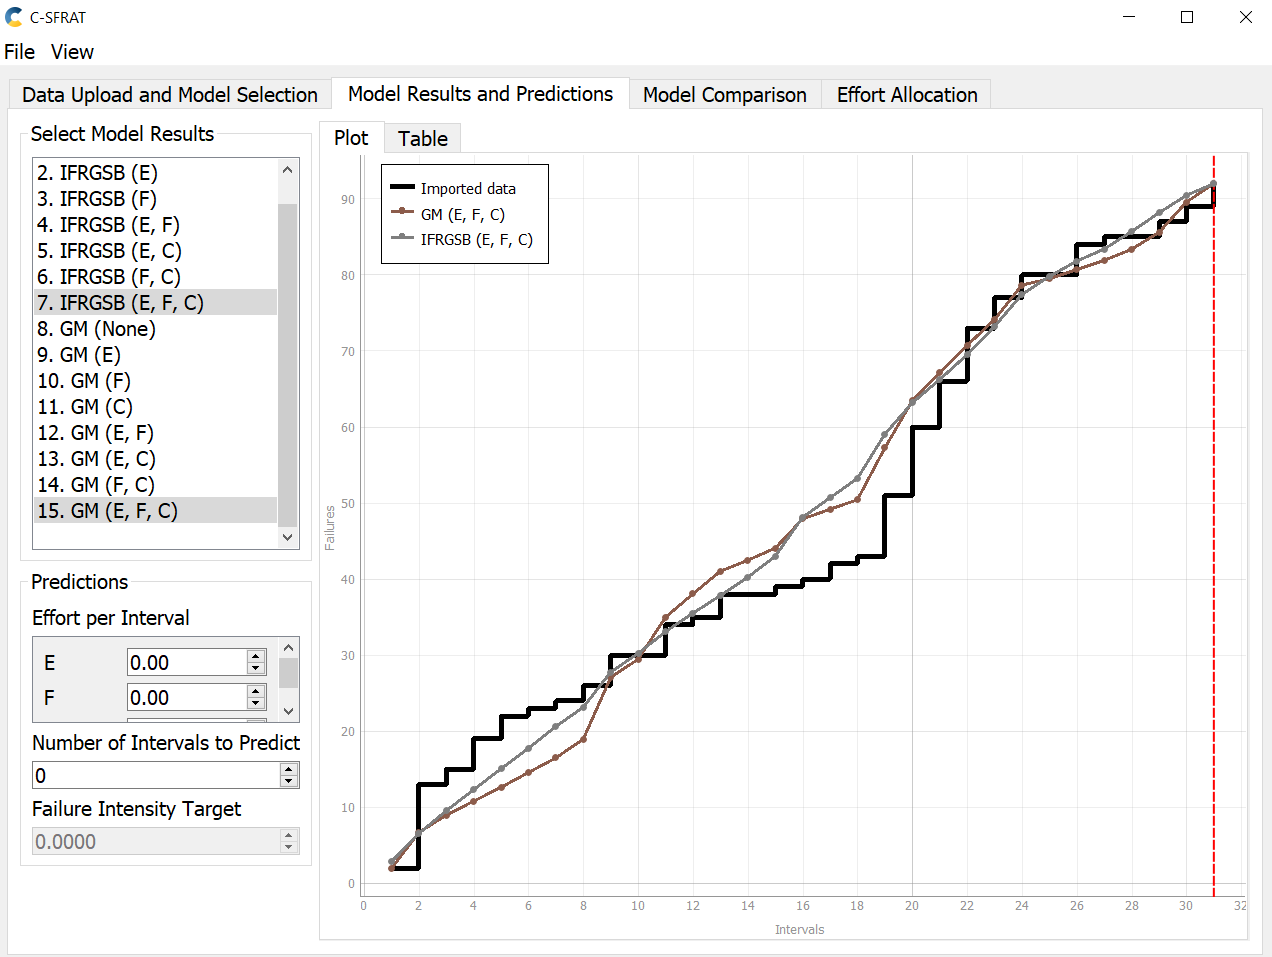 C-SFRAT
File View
Data Upload and Model Selection Model Results and Predictions Model Comparison Effort Allocation
Select Model Results
2. IFRGSB (E)
3. IFRGSB (F)
4. IFRGSB (E, F)
5. IFRGSB (E, C)
6. IFRGSB (F, C)
7. IFRGSB (E, F, C)
8. GM (None)
9. GM (E)
10. GM (F)
11. GM (C)
12. GM (E, F)
13. GM (E, C)
14. GM (F, C)
15. GM (E, F, C)
Predictions
Effort per Interval
E 0.00
F 0.00
Number of Intervals to Predict
0
Failure Intensity Target
0.0000
Plot Table
Imported data
GM (E, F, C)
IFRGSB (E, F, C)
90
80
70
60
50
40
30
20
10
0
Failures
0 2 4 6 8 10 12 14 16 18 20 22 24 26 28 30 32
Intervals